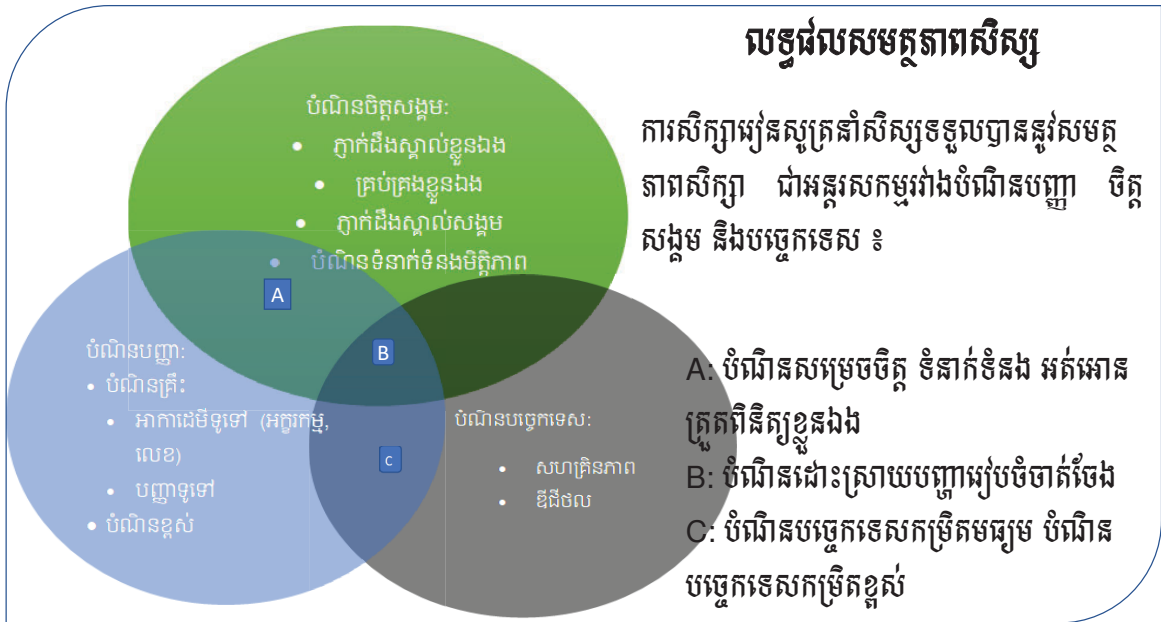 លទ្ធផលសមត្ថភាពសិស្ស
ការសិក្សារៀនសូត្រនាំសិស្សទទួលបាននូវសមត្ថ
ភាពសិក្សា ជាអន្តរសកម្មរវាងបំណិនបញ្ញា ចិត្ត
សង្គម និងបច្ចេកទេស ៖
បំណិនចិត្តសង្គម:
• ភ្ញាក់ដឹងស្គាល់ខ្លួនឯង
• គ្រប់គ្រងខ្លួនឯង
• ភ្ញាក់ដឹងស្គាល់សង្គម
• បំណិនទំនាក់ទំនងមិត្តិភាព
A
B
C
បំណិនបញ្ញា:
• បំណិនគ្រឹះ
• អាកាដេមីទូទៅ (អក្ខរកម្ម,
លេខ)
• បញ្ញាទូទៅ
• បំណិនខ្ពស់
បំណិនបច្ចេកទេស:
• សហគ្រិនភាព
• ឌីជីថល
A: បំណិនសម្រេចចិត្ត ទំនាក់ទំនង អត់អោន
ត្រួតពិនិត្យខ្លួនឯង
B: បំណិនដោះស្រាយបញ្ហារៀបចំចាត់ចែង
C: បំណិនបច្ចេកទេសកម្រិតមធ្យម បំណិន
បច្ចេកទេសកម្រិតខ្ពស់